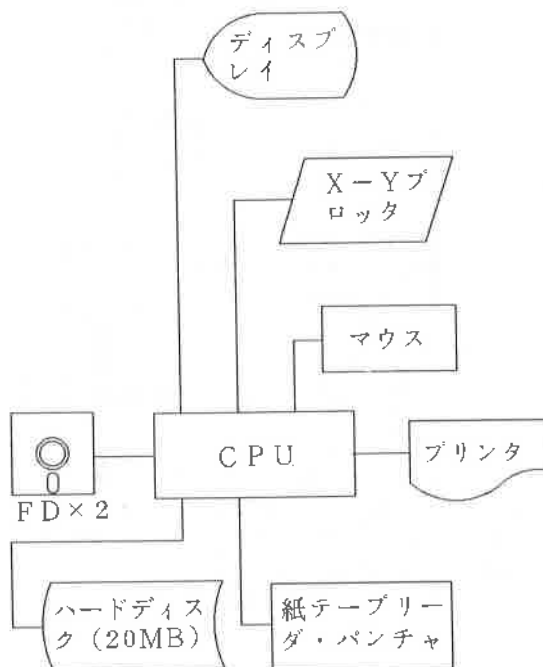 ディスプ
レイ
X－Yプ
ロッタ
マウス
CPU
プリンタ
FD×2
ハードディス
ク（20MB）
紙テープリー
ダ・パンチャ